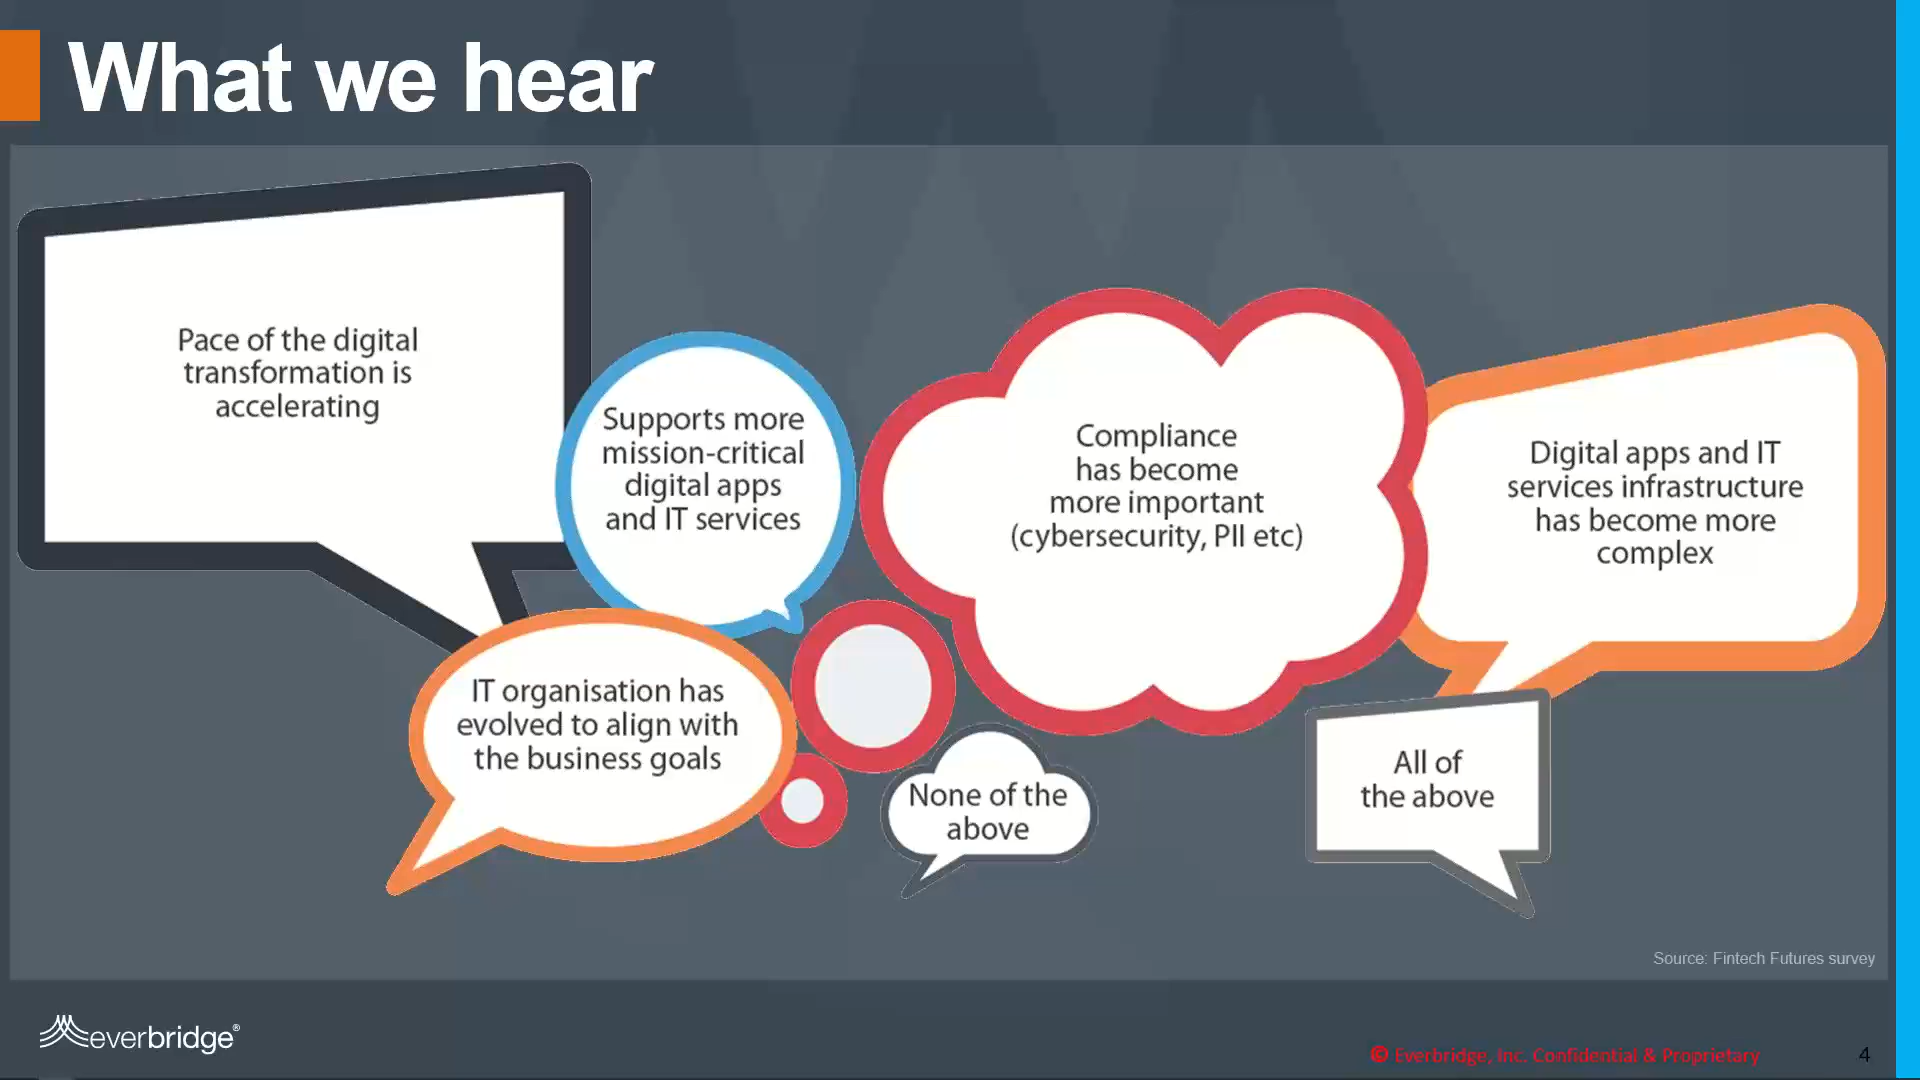 What we hear
Pace of the digital
transformation is
accelerating
Supports more
mission-critical
digital apps
and IT services
Compliance
has become
more important
(cybersecurity, PII etc)
Digital apps and IT
services infrastructure
has become more
complex
IT organisation has
evolved to align with
the business goals
None of the
above
All of
the above
Source: Fintech Futures survey
everbridge®
© Everbridge, Inc. Confidential & Proprietary
4